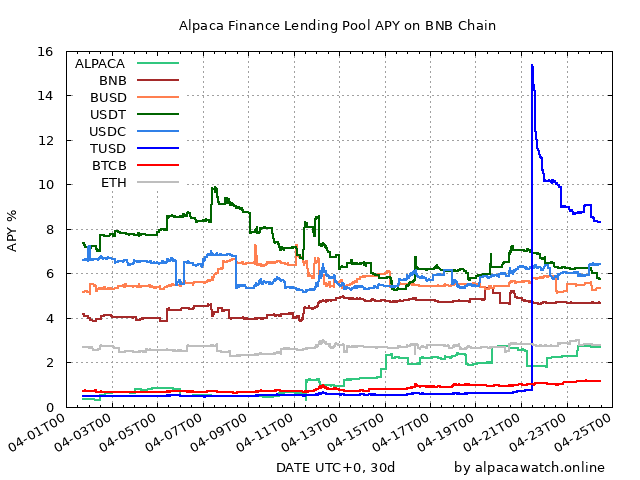 Alpaca Finance Lending Pool APY on BNB Chain
16
14
12
10
8
6
4
2
0
APY %
ALPACA
BNB
BUSD
USDT
USDC
TUSD
BTCB
ETH
04-01T00
04-03T00
04-05T00
04-07T00
04-09T00
04-11T00
04-13T00
04-15T00
04-17T00
04-19T00
04-21T00
04-23T00
04-25T00
DATE UTC+0, 30d
by alpacawatch.online